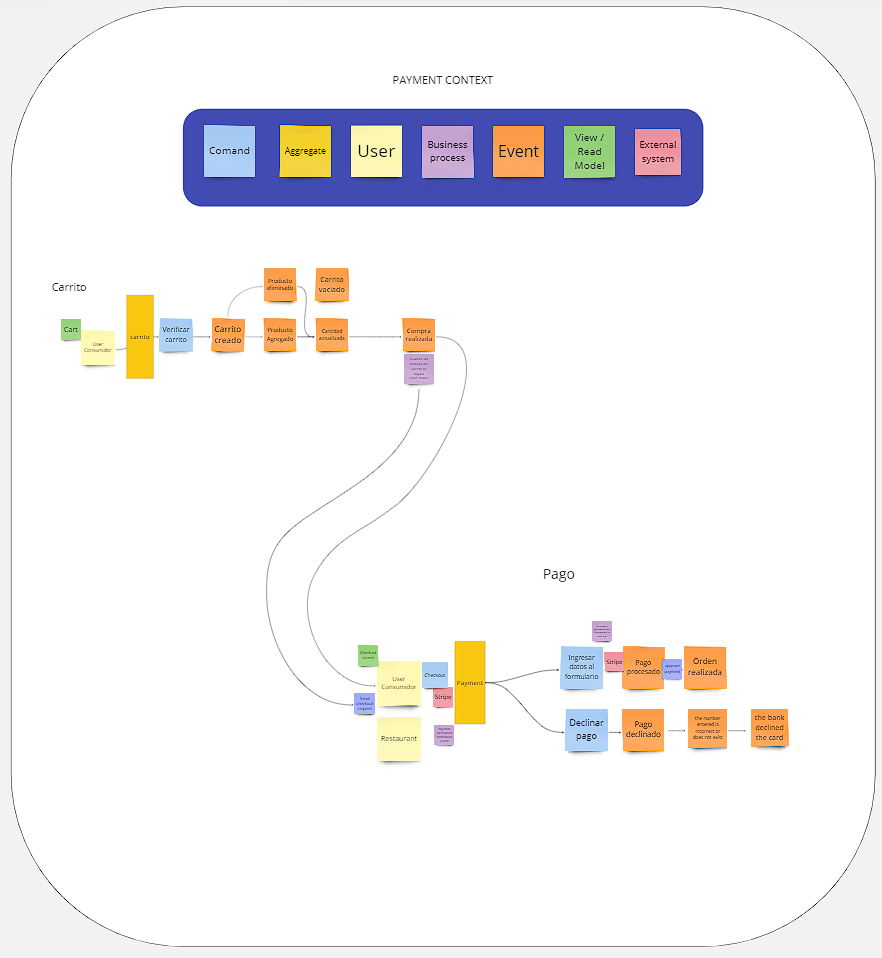 PAYMENT CONTEXT
Comand
Aggregate
User
Business
process
Event
View /
Read
Model
External
system
Carrito
Producto
eliminado
Carrito
vaciado
Cart
User
Consumidor
carrito
Verificar
carrito
Carrito
creado
Producto
Agregado
Cantidad
actualizada
Compra
realizada
Pago
Checkout
User
Consumidor
Checkout
Stripe
Payment
Send
checkout
request
Restaurant
Ingresar
datos al
formulario
Stripe
Pago
procesado
Orden
realizada
Declinar
pago
Pago
declinado
the number
entered is
incorrect or
does not exist
the bank
declined
the card